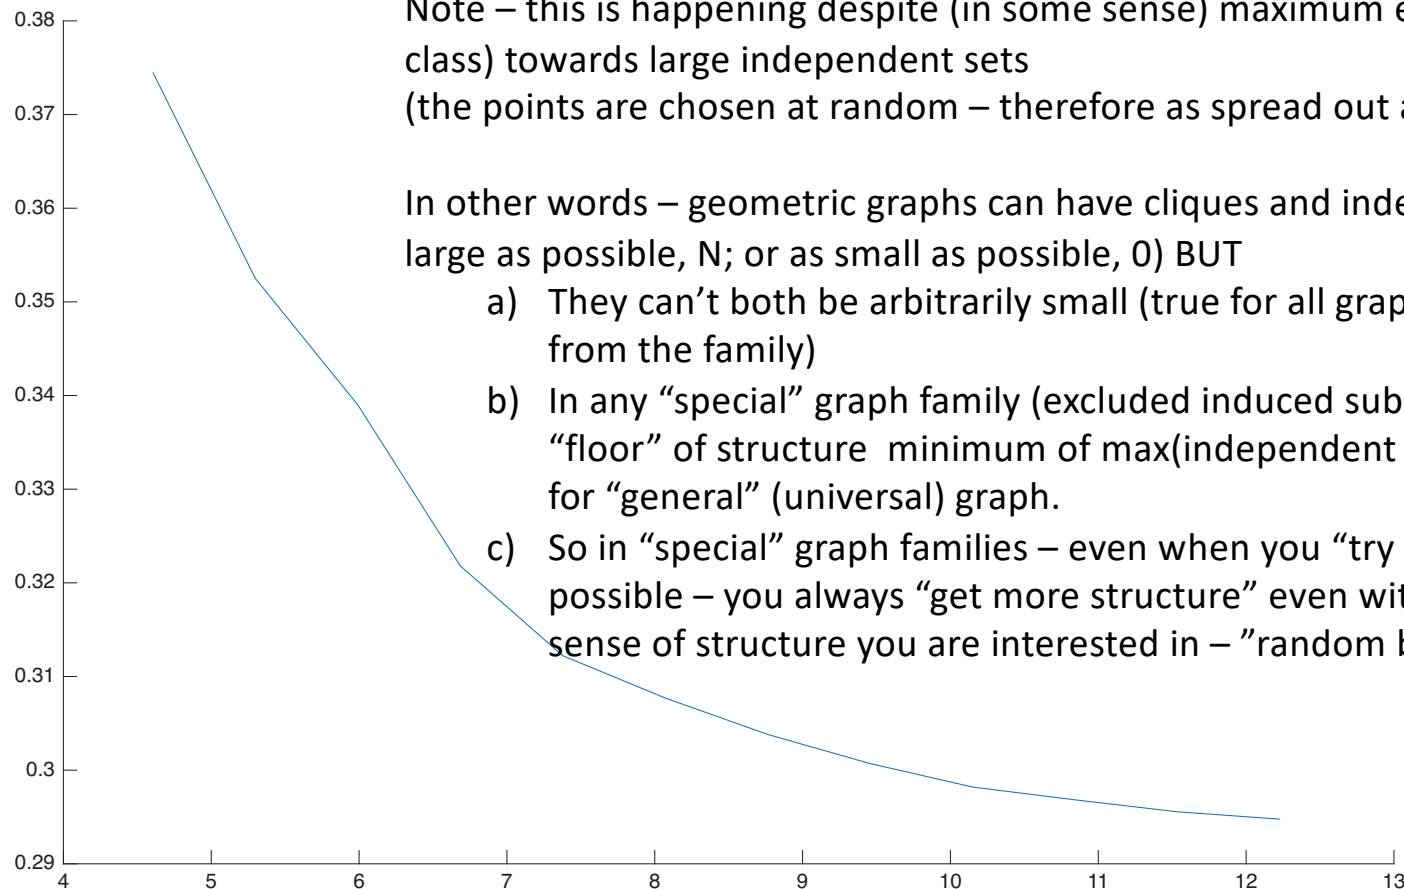 Note – this is happening despite (in some sense) maximum
class) towards large independent sets
(the points are chosen at random – therefore as spread out
In other words – geometric graphs can have cliques and
large as possible, N; or as small as possible, 0) BUT
a) They can’t both be arbitrarily small (true for all
from the family)
b) In any “special” graph family (excluded induced
“floor” of structure minimum of max(independent
for “general” (universal) graph.
c) So in “special” graph families – even when you “try
possible – you always “get more structure” even
sense of structure you are interested in – ”random
0.38
0.37
0.36
0.35
0.34
0.33
0.32
0.31
0.3
0.29
4 5 6 7 8 9 10 11 12 13